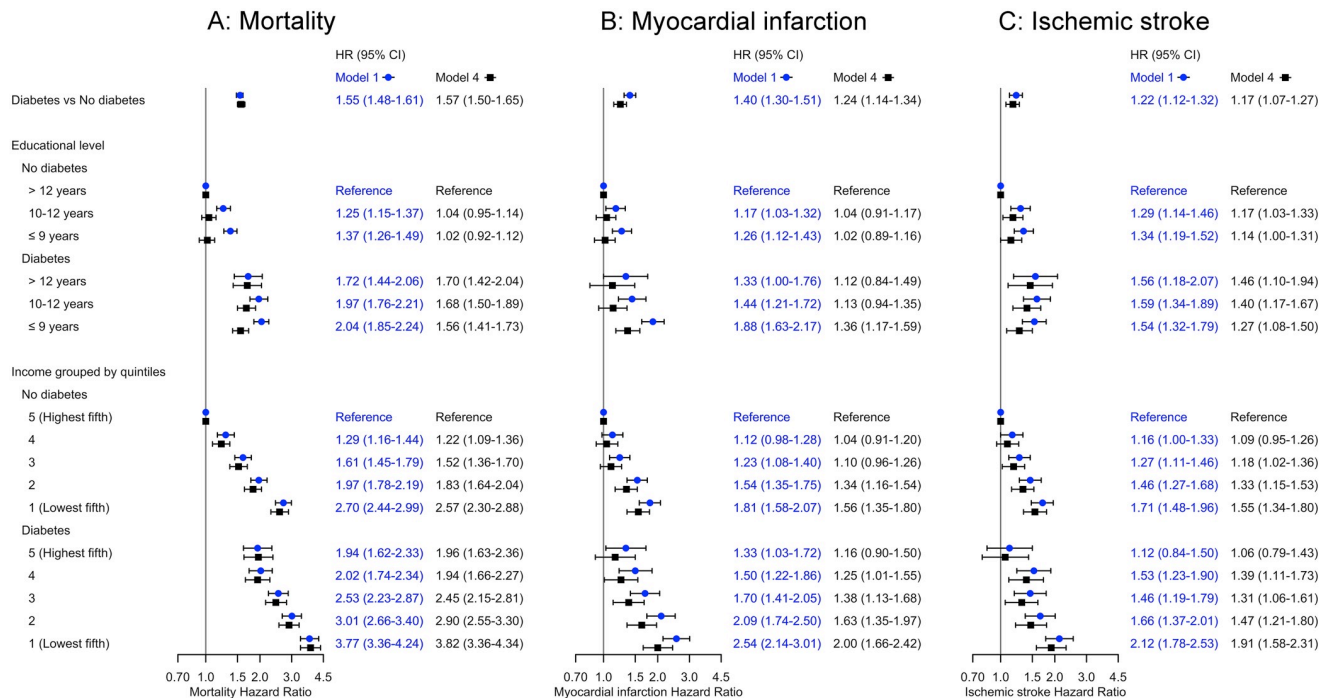 A: Mortality B: Myocardial infarction C: Ischemic stroke
HR (95% CI) HR (95% CI) HR (95% CI)
Model 1 Model 4 Model 1 Model 4 Model 1 Model 4
Diabetes vs No diabetes 1.55 (1.48-1.61) 1.57 (1.50-1.65) 1.40 (1.30-1.51) 1.24 (1.14-1.34) 1.22 (1.12-1.32) 1.17 (1.07-1.27)
Educational level
No diabetes
> 12 years Reference Reference Reference Reference Reference Reference
10-12 years 1.25 (1.15-1.37) 1.04 (0.95-1.14) 1.17 (1.03-1.32) 1.04 (0.91-1.17) 1.29 (1.14-1.46) 1.17 (1.03-1.33)
≤ 9 years 1.37 (1.26-1.49) 1.02 (0.92-1.12) 1.26 (1.12-1.43) 1.02 (0.89-1.16) 1.34 (1.19-1.52) 1.14 (1.00-1.31)
Diabetes
> 12 years 1.72 (1.44-2.06) 1.70 (1.42-2.04) 1.33 (1.00-1.76) 1.12 (0.84-1.49) 1.56 (1.18-2.07) 1.46 (1.10-1.94)
10-12 years 1.97 (1.76-2.21) 1.68 (1.50-1.89) 1.44 (1.21-1.72) 1.13 (0.94-1.35) 1.59 (1.34-1.89) 1.40 (1.17-1.67)
≤ 9 years 2.04 (1.85-2.24) 1.56 (1.41-1.73) 1.88 (1.63-2.17) 1.36 (1.17-1.59) 1.54 (1.32-1.79) 1.27 (1.08-1.50)
Income grouped by quintiles
No diabetes
5 (Highest fifth) Reference Reference Reference Reference Reference Reference
4 1.29 (1.16-1.44) 1.22 (1.09-1.36) 1.12 (0.98-1.28) 1.04 (0.91-1.20) 1.16 (1.00-1.33) 1.09 (0.95-1.26)
3 1.61 (1.45-1.79) 1.52 (1.36-1.70) 1.23 (1.08-1.40) 1.10 (0.96-1.26) 1.27 (1.11-1.46) 1.18 (1.02-1.36)
2 1.97 (1.78-2.19) 1.83 (1.64-2.04) 1.54 (1.35-1.75) 1.34 (1.16-1.54) 1.46 (1.27-1.68) 1.33 (1.15-1.53)
1 (Lowest fifth) 2.70 (2.44-2.99) 2.57 (2.30-2.88) 1.81 (1.58-2.07) 1.56 (1.35-1.80) 1.71 (1.48-1.96) 1.55 (1.34-1.80)
Diabetes
5 (Highest fifth) 1.94 (1.62-2.33) 1.96 (1.63-2.36) 1.33 (1.03-1.72) 1.16 (0.90-1.50) 1.12 (0.84-1.50) 1.06 (0.79-1.43)
4 2.02 (1.74-2.34) 1.94 (1.66-2.27) 1.50 (1.22-1.86) 1.25 (1.01-1.55) 1.53 (1.23-1.90) 1.39 (1.11-1.73)
3 2.53 (2.23-2.87) 2.45 (2.15-2.81) 1.70 (1.41-2.05) 1.38 (1.13-1.68) 1.46 (1.19-1.79) 1.31 (1.06-1.61)
2 3.01 (2.66-3.40) 2.90 (2.55-3.30) 2.09 (1.74-2.50) 1.63 (1.35-1.97) 1.66 (1.37-2.01) 1.47 (1.21-1.80)
1 (Lowest fifth) 3.77 (3.36-4.24) 3.82 (3.36-4.34) 2.54 (2.14-3.01) 2.00 (1.66-2.42) 2.12 (1.78-2.53) 1.91 (1.58-2.31)
0.70 1.0 1.5 2.0 3.0 4.5 0.70 1.0 1.5 2.0 3.0 4.5 0.70 1.0 1.5 2.0 3.0 4.5
Mortality Hazard Ratio Myocardial infarction Hazard Ratio Ischemic stroke Hazard Ratio